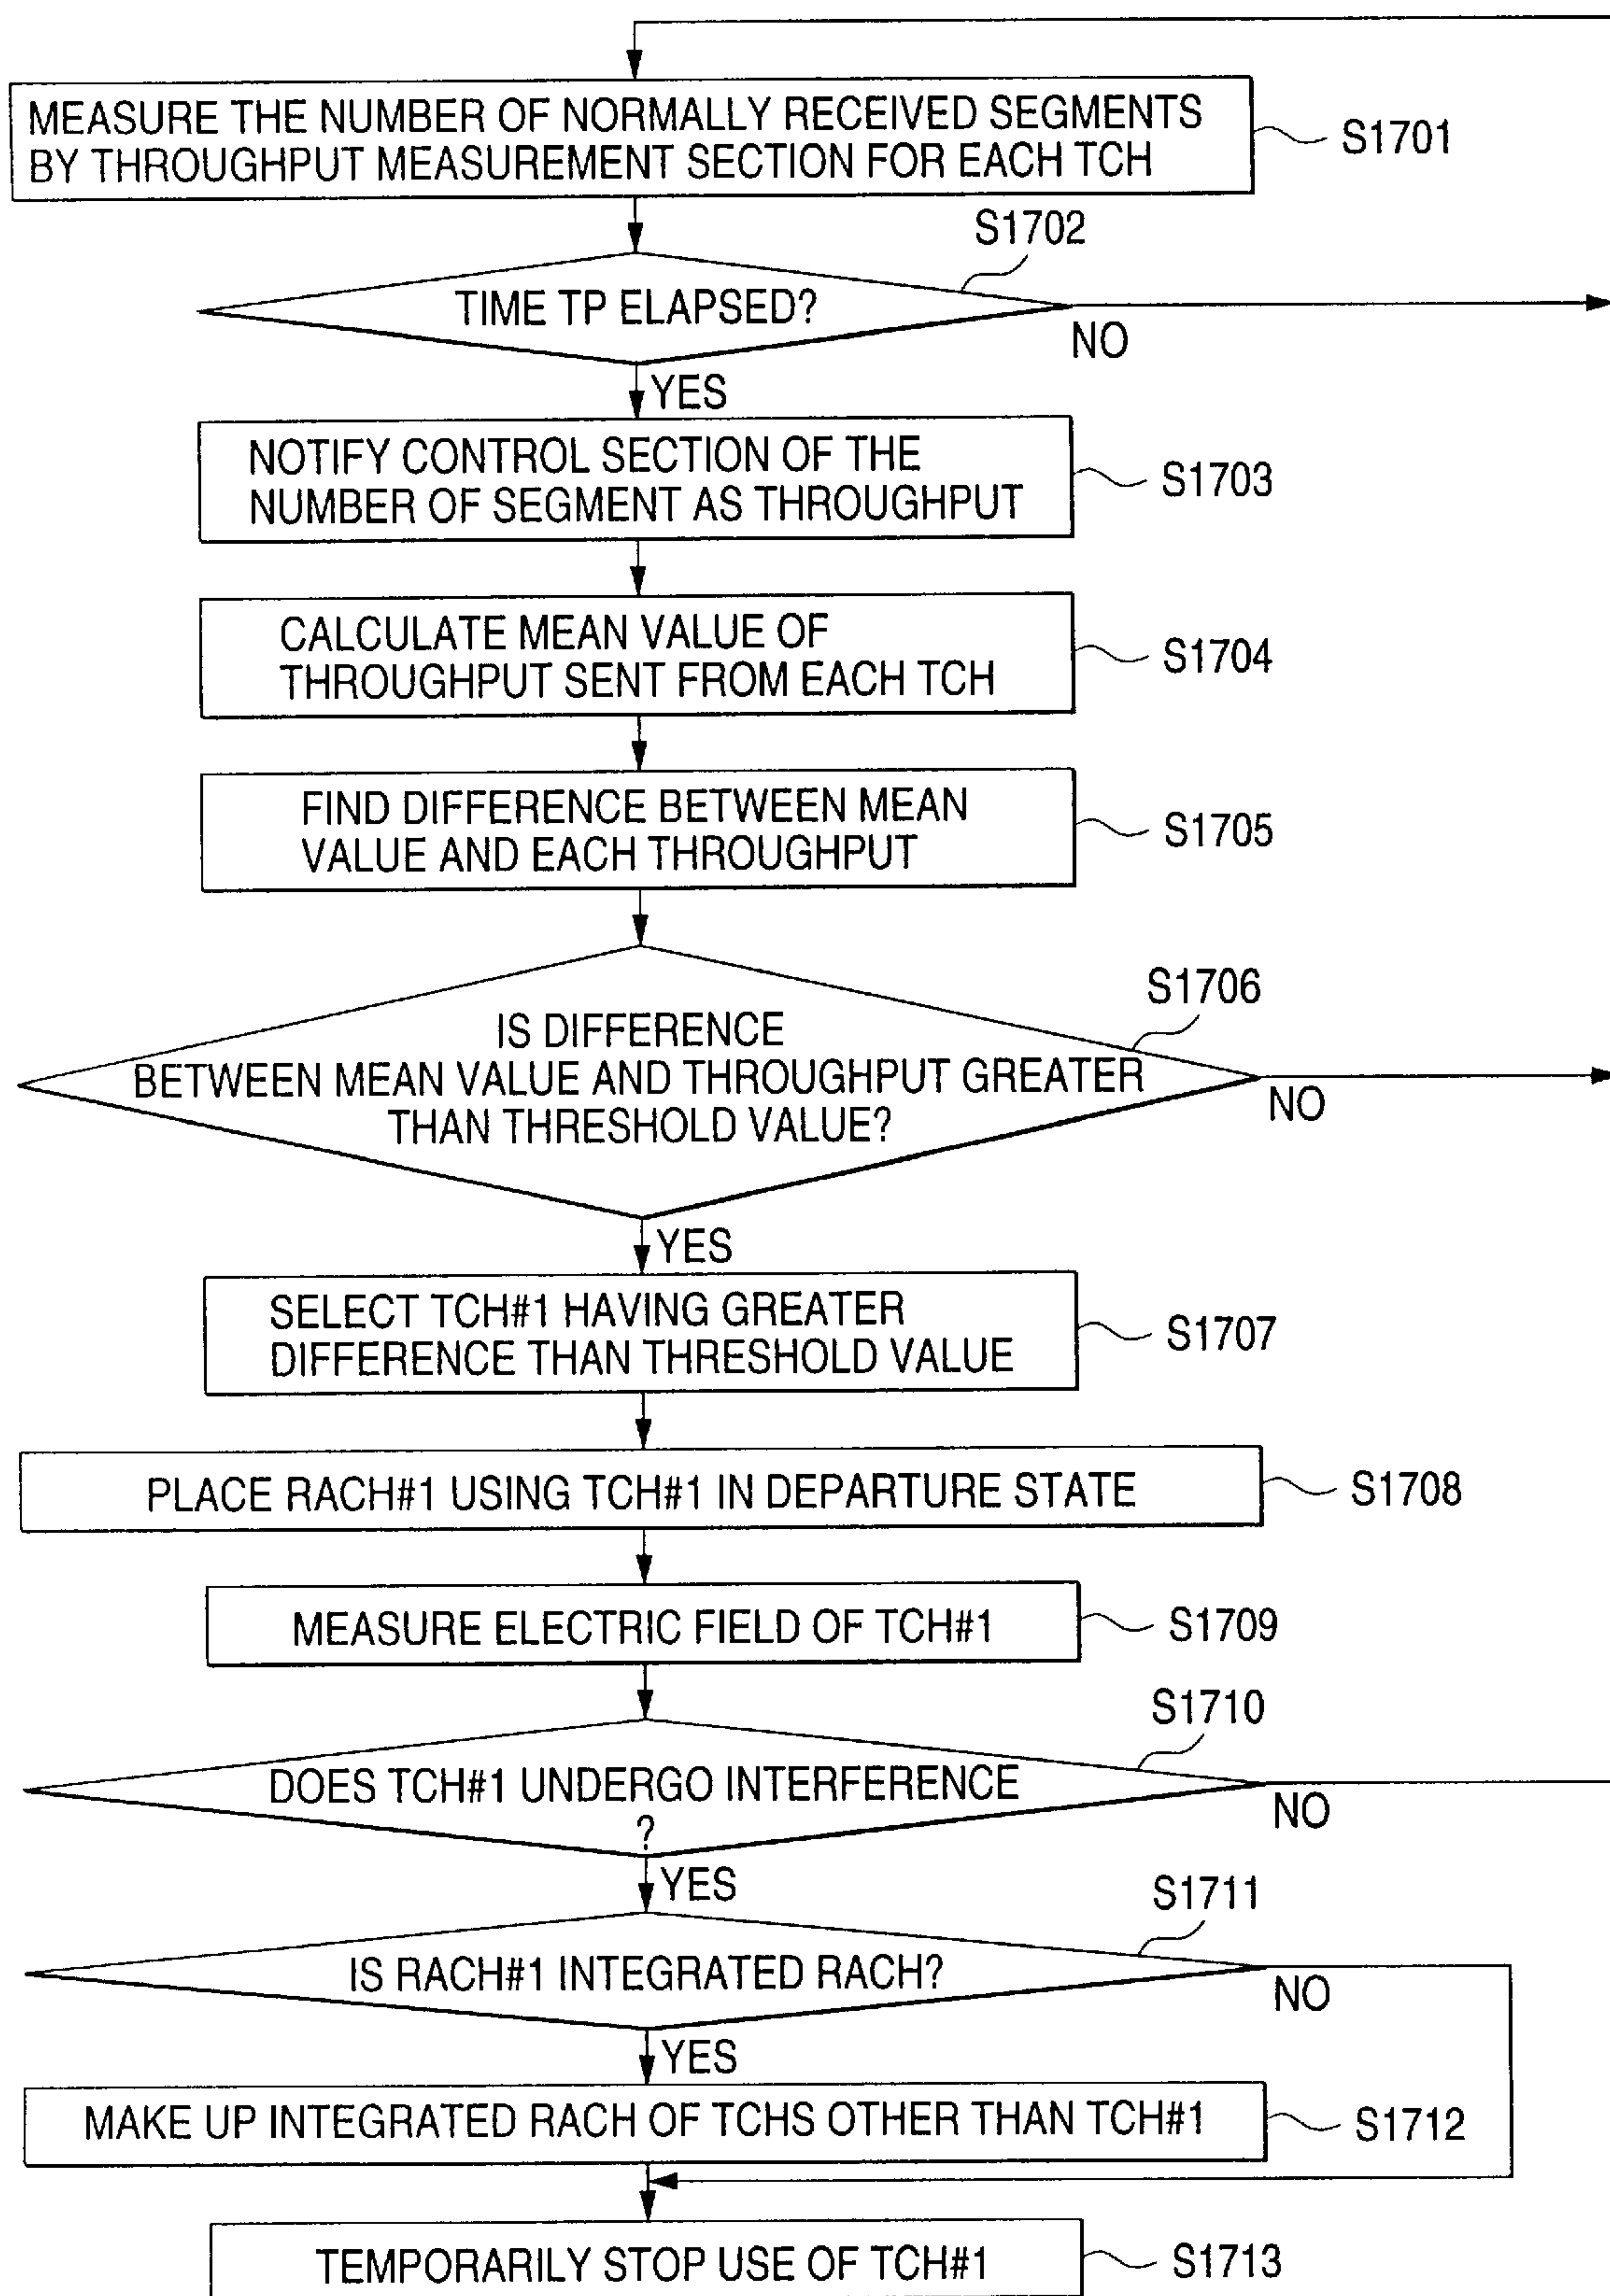 MEASURE THE NUMBER OF NORMALLY RECEIVED SEGMENTS
BY THROUGHPUT MEASUREMENT SECTION FOR EACH TCH
S1701
S1702
TIME TP ELAPSED?
NO
YES
NOTIFY CONTROL SECTION OF THE
NUMBER OF SEGMENT AS THROUGHPUT
S1703
CALCULATE MEAN VALUE OF
THROUGHPUT SENT FROM EACH TCH
S1704
FIND DIFFERENCE BETWEEN MEAN
VALUE AND EACH THROUGHPUT
S1705
S1706
IS DIFFERENCE
BETWEEN MEAN VALUE AND THROUGHPUT GREATER
THAN THRESHOLD VALUE?
NO
YES
SELECT TCH#1 HAVING GREATER
DIFFERENCE THAN THRESHOLD VALUE
S1707
PLACE RACH#1 USING TCH#1 IN DEPARTURE STATE
S1708
MEASURE ELECTRIC FIELD OF TCH#1
S1709
S1710
DOES TCH#1 UNDERGO INTERFERENCE
?
NO
YES
S1711
IS RACH#1 INTEGRATED RACH?
NO
YES
MAKE UP INTEGRATED RACH OF TCHS OTHER THAN TCH#1
S1712
TEMPORARILY STOP USE OF TCH#1
S1713